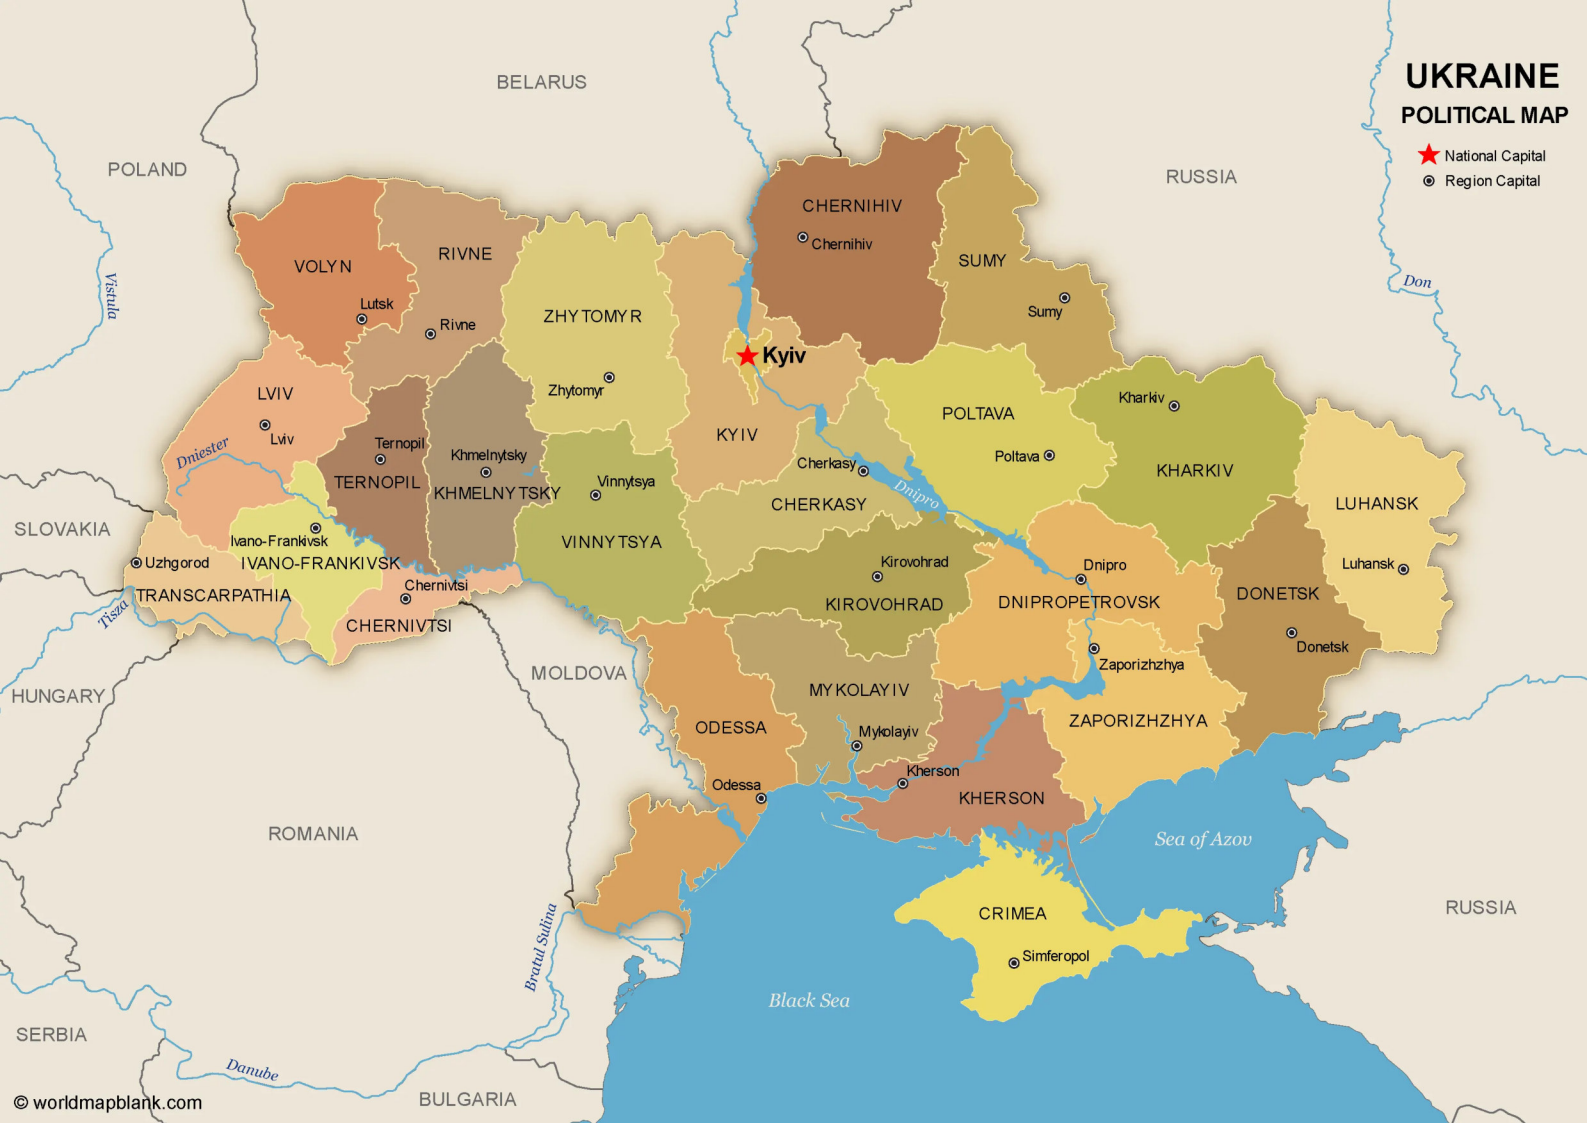 UKRAINE
POLITICAL MAP
National Capital
Region Capital
BELARUS
POLAND
RUSSIA
CHERNIHIV
Chernihiv
SUMY
Sumy
VOLYN
Lutsk
RIVNE
Rivne
ZHYTOMYR
Zhytomyr
Kyiv
KYIV
Vistula
Don
LVIV
Lviv
Dniester
Ternopil
TERNOPIL
Khmelnytsky
KHMELNYTSKY
Vinnytsya
VINNYTSYA
Cherkasy
CHERKASY
Dnipro
POLTAVA
Poltava
Kharkiv
KHARKIV
LUHANSK
Luhansk
SLOVAKIA
Ivano-Frankivsk
IVANO-FRANKIVSK
Uzhgorod
TRANSCARPATHIA
Tisza
Chernivtsi
CHERNIVTSI
Kirovohrad
KIROVOHRAD
Dnipro
DNIPROPETROVSK
DONETSK
Donetsk
Zaporizhzhya
ZAPORIZHZHYA
HUNGARY
MOLDOVA
ODESSA
Odessa
MYKOLAYIV
Mykolayiv
Kherson
KHERSON
Sea of Azov
ROMANIA
RUSSIA
CRIMEA
Simferopol
Bratul Sulina
Black Sea
SERBIA
Danube
BULGARIA
© worldmapblank.com